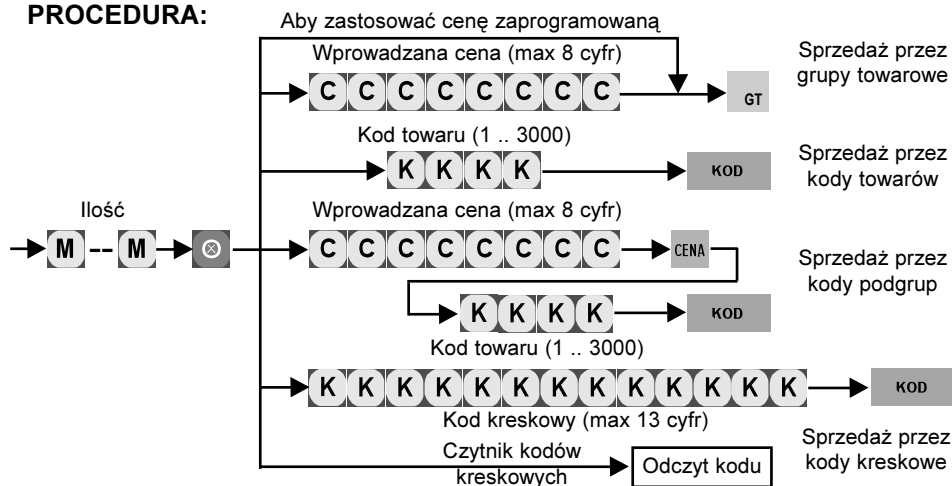 PROCEDURA:
Aby zastosować cenę zaprogramowaną
Wprowadzana cena (max 8 cyfr)
C C C C C C C C GT
Sprzedaż przez
grupy towarowe
Kod towaru (1 .. 3000)
K K K K KOD
Sprzedaż przez
kody towarów
Ilość
M -- M
Wprowadzana cena (max 8 cyfr)
C C C C C C C C CENA
Sprzedaż przez
kody podgrup
K K K K KOD
Kod towaru (1 .. 3000)
K K K K K K K K K K K K K KOD
Kod kreskowy (max 13 cyfr)
Sprzedaż przez
kody kreskowe
Czytnik kodów
kreskowych
Odczyt kodu